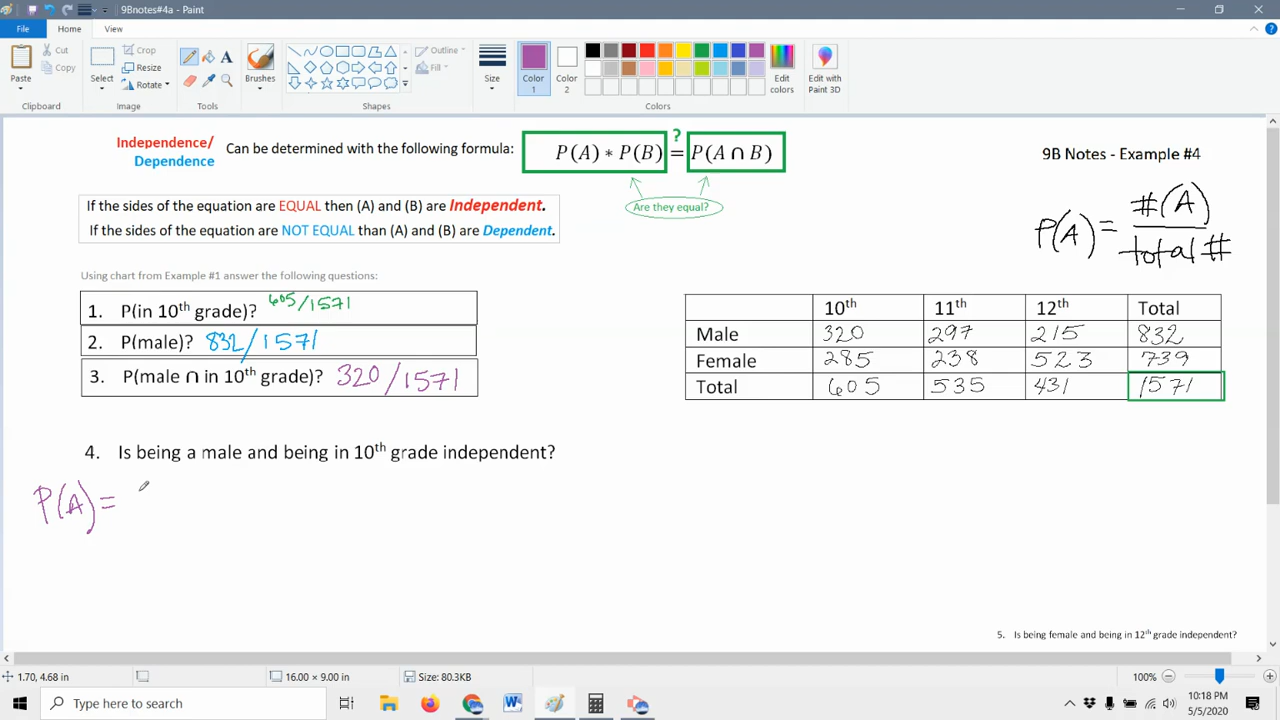 9Bnotes#4a - Paint
File Home View
Paste Cut Copy Clipboard
Select Crop Resize Rotate Image
Tools
Brushes
Shapes Outline Fill
Size
Color 1 Color 2 Edit colors Edit with Paint 3D
Colors
Independence/
Dependence
Can be determined with the following formula:
P(A) * P(B) = P(A ∩ B)
?
Are they equal?
9B Notes - Example #4
P(A) = #(A) / total #
If the sides of the equation are EQUAL then (A) and (B) are Independent.
If the sides of the equation are NOT EQUAL than (A) and (B) are Dependent.
Using chart from Example #1 answer the following questions:
1. P(in 10th grade)? 605/1571
2. P(male)? 832/1571
3. P(male ∩ in 10th grade)? 320/1571
10th 11th 12th Total
Male 320 297 215 832
Female 285 238 523 739
Total 605 535 431 1571
4. Is being a male and being in 10th grade independent?
P(A)=
5. Is being female and being in 12th grade independent?
1.70, 4.68 in 16.00 × 9.00 in Size: 80.3KB 100%
Type here to search
10:18 PM
5/5/2020